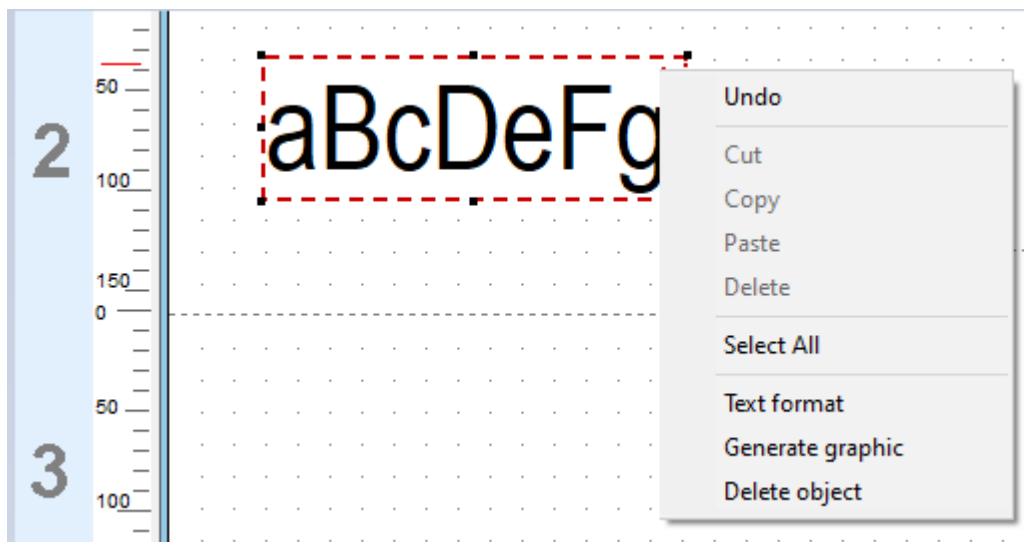 50
2
100
150
0
50
3
100
aBcDeFg
Undo
Cut
Copy
Paste
Delete
Select All
Text format
Generate graphic
Delete object